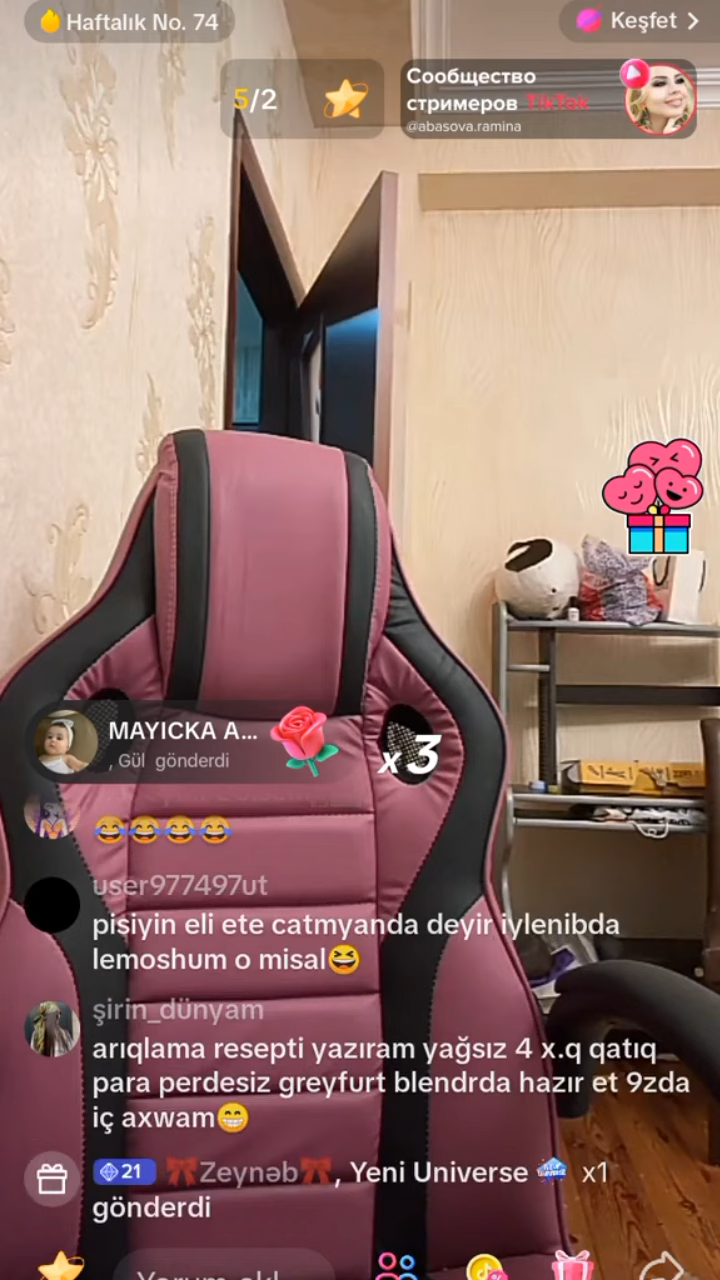 Haftalık No. 74
Keşfet
5/2
Сообщество
стримеров TikTok
@abasova.ramina
MAYICKA A...
, Gül gönderdi
x3
😂😂😂😂
user977497ut
pisiyin eli ete catmyanda deyir iylenibda
lemoshum o misal😆
şirin_dünyam
arıqlama resepti yazıram yağsız 4 x.q qatıq
para perdesiz greyfurt blendrda hazır et 9zda
iç axwam😁
21 🎀Zeynəb🎀, Yeni Universe x1
gönderdi